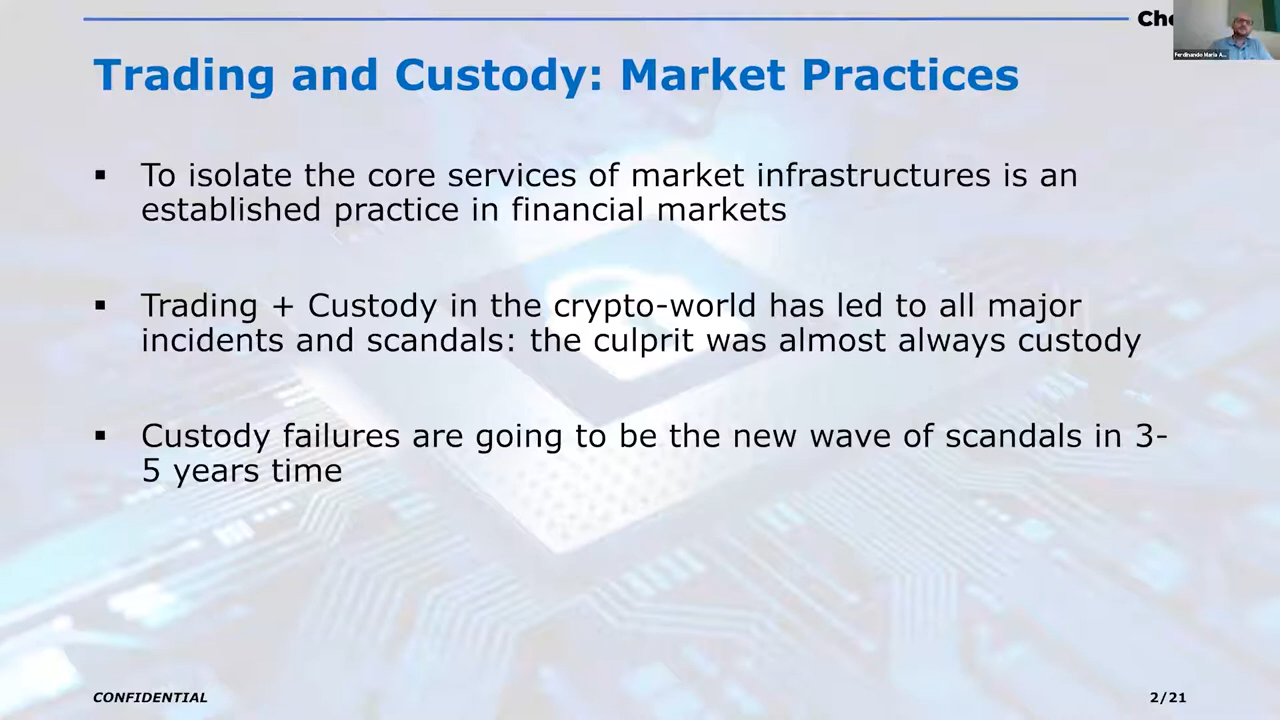 Trading and Custody: Market Practices
▪ To isolate the core services of market infrastructures is an
established practice in financial markets
▪ Trading + Custody in the crypto-world has led to all major
incidents and scandals: the culprit was almost always custody
▪ Custody failures are going to be the new wave of scandals in 3-
5 years time
CONFIDENTIAL
2/21
Ferdinando Maria A...